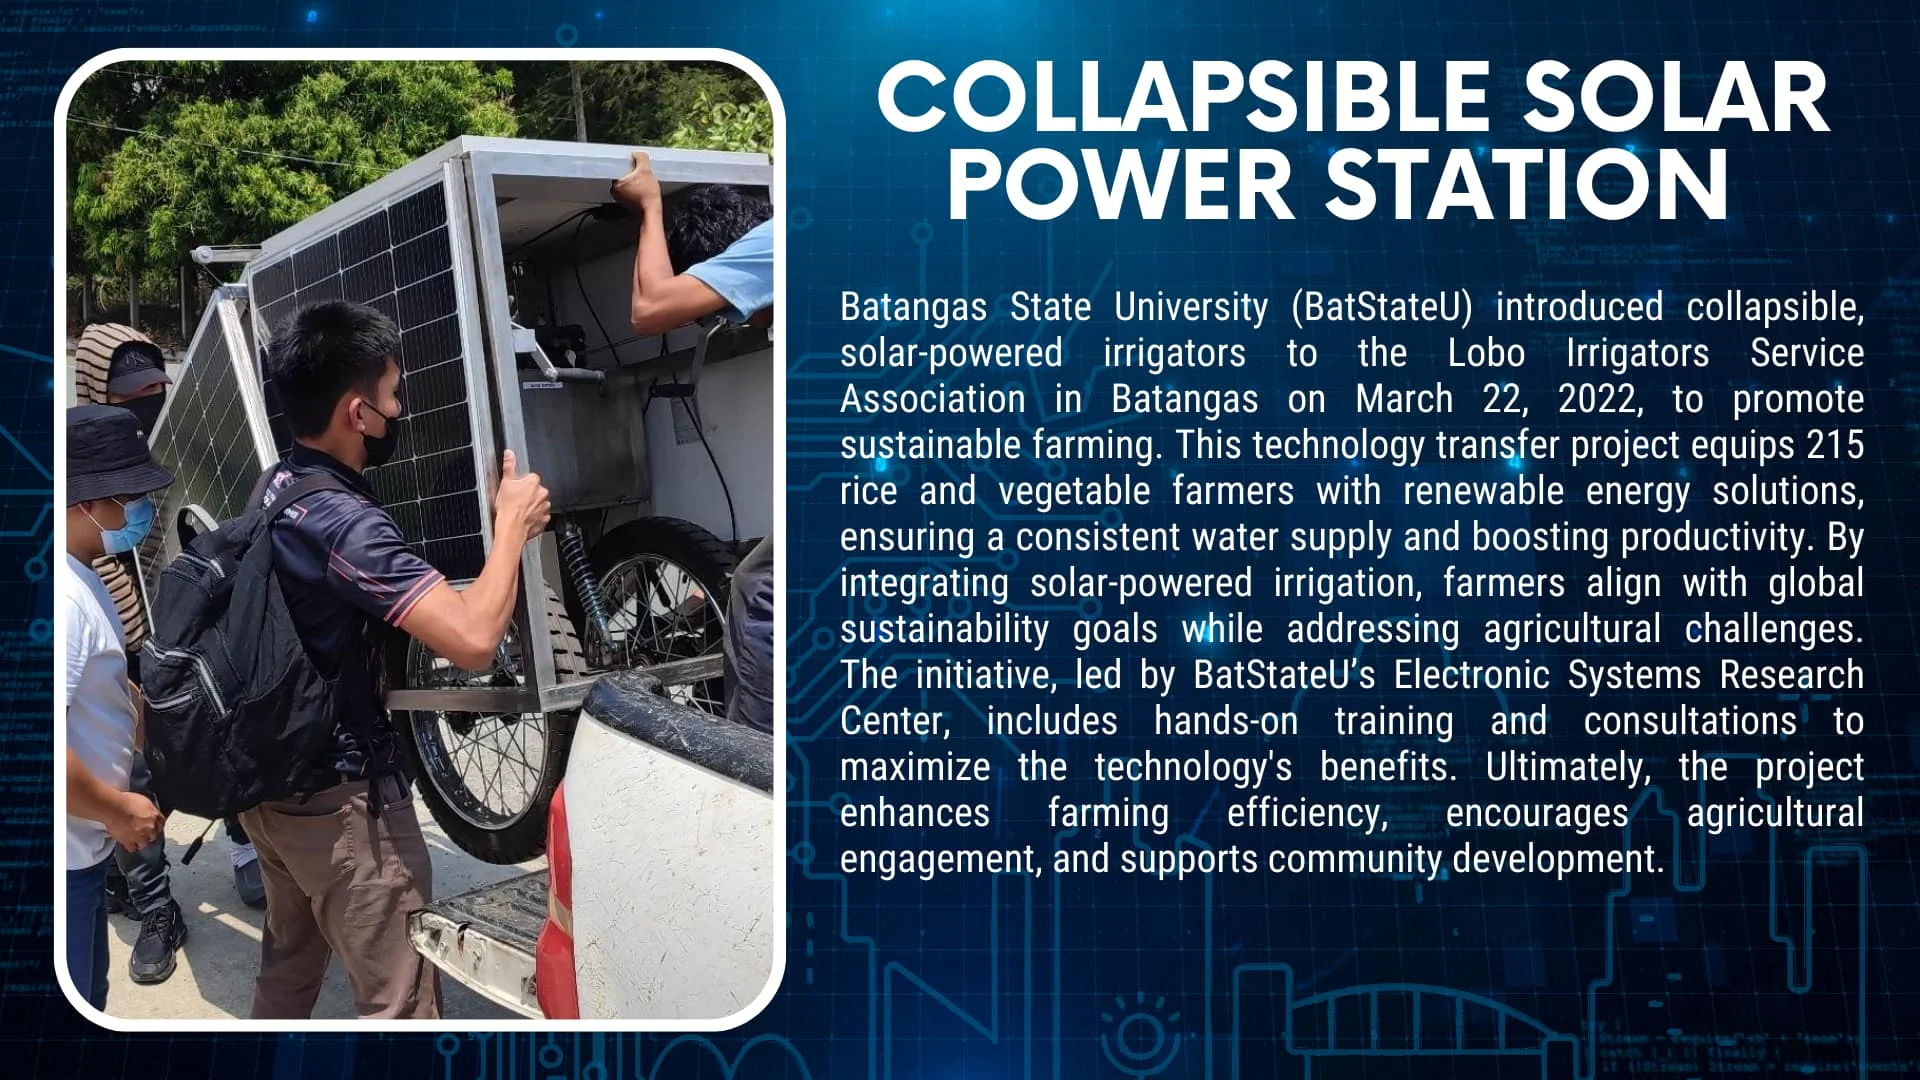 COLLAPSIBLE SOLAR
POWER STATION
Batangas State University (BatStateU) introduced collapsible,
solar-powered irrigators to the Lobo Irrigators Service
Association in Batangas on March 22, 2022, to promote
sustainable farming. This technology transfer project equips 215
rice and vegetable farmers with renewable energy solutions,
ensuring a consistent water supply and boosting productivity. By
integrating solar-powered irrigation, farmers align with global
sustainability goals while addressing agricultural challenges.
The initiative, led by BatStateU’s Electronic Systems Research
Center, includes hands-on training and consultations to
maximize the technology's benefits. Ultimately, the project
enhances farming efficiency, encourages agricultural
engagement, and supports community development.